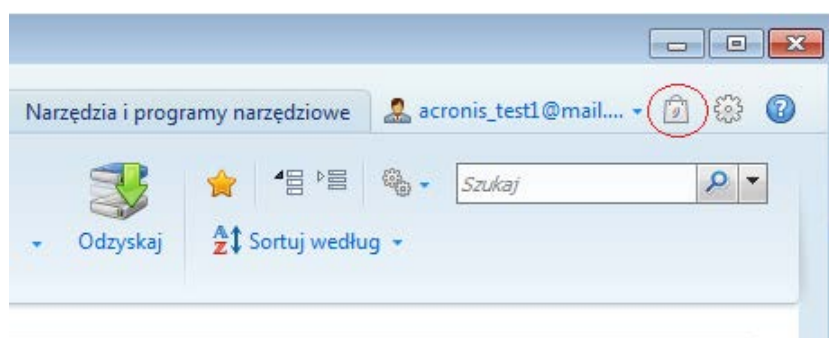 Narzędzia i programy narzędziowe acronis_test1@mail....
Szukaj
Odzyskaj Sortuj według